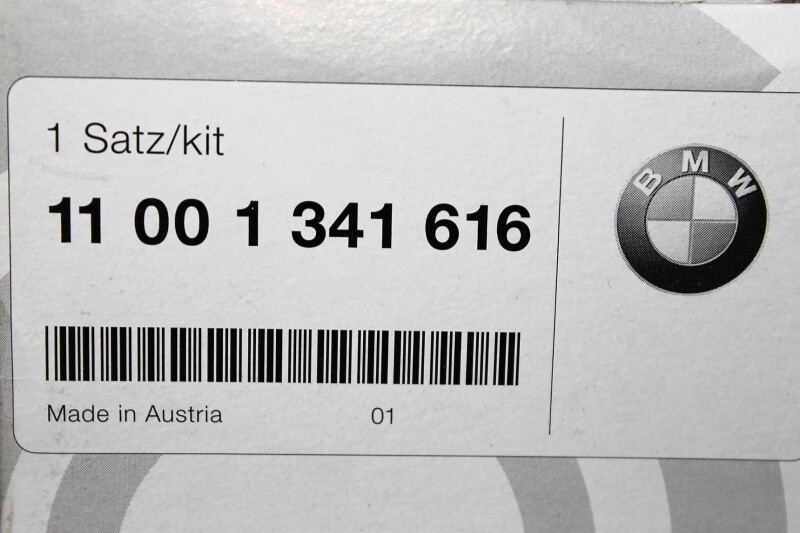 1 Satz/kit
11 00 1 341 616
BMW
Made in Austria 01